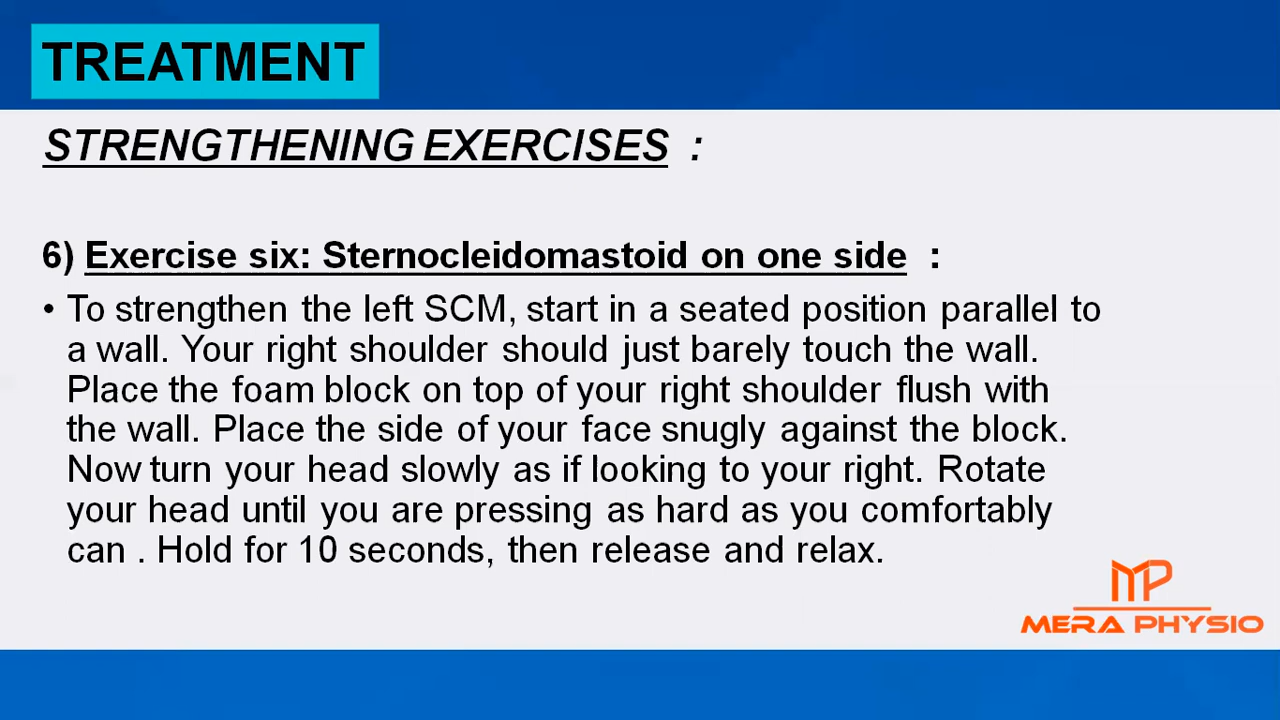 TREATMENT
STRENGTHENING EXERCISES :
6) Exercise six: Sternocleidomastoid on one side :
• To strengthen the left SCM, start in a seated position parallel to
a wall. Your right shoulder should just barely touch the wall.
Place the foam block on top of your right shoulder flush with
the wall. Place the side of your face snugly against the block.
Now turn your head slowly as if looking to your right. Rotate
your head until you are pressing as hard as you comfortably
can . Hold for 10 seconds, then release and relax.
MP
MERA PHYSIO